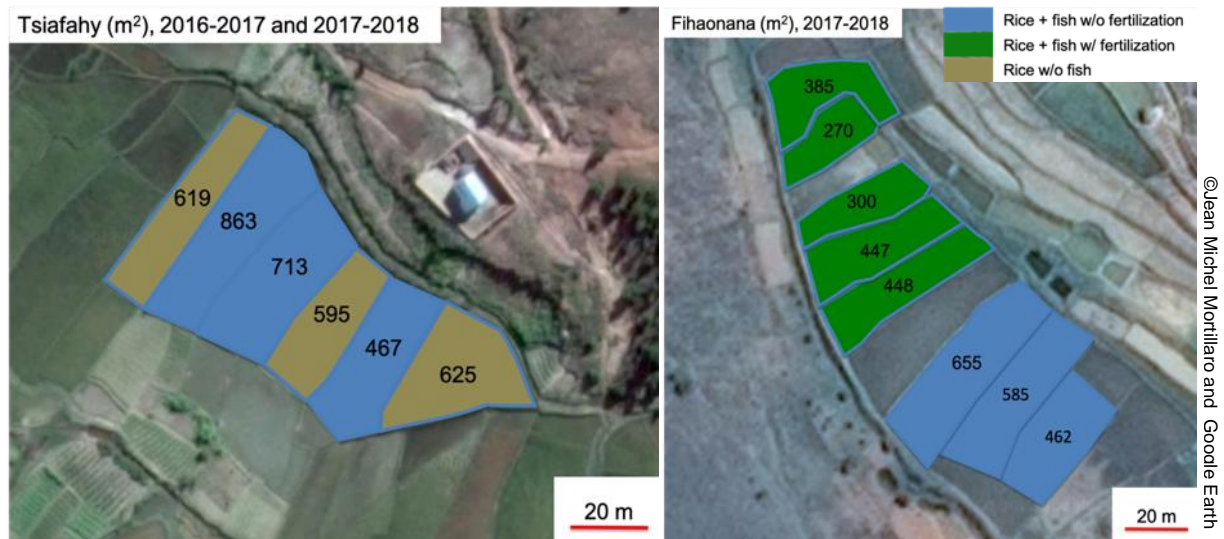 Tsiafahy (m²), 2016-2017 and 2017-2018
619
863
713
595
467
625
20 m
Fihaonana (m²), 2017-2018
Rice + fish w/o fertilization
Rice + fish w/ fertilization
Rice w/o fish
385
270
300
447
448
655
585
462
20 m
©Jean Michel Mortillaro and Goodle Earth